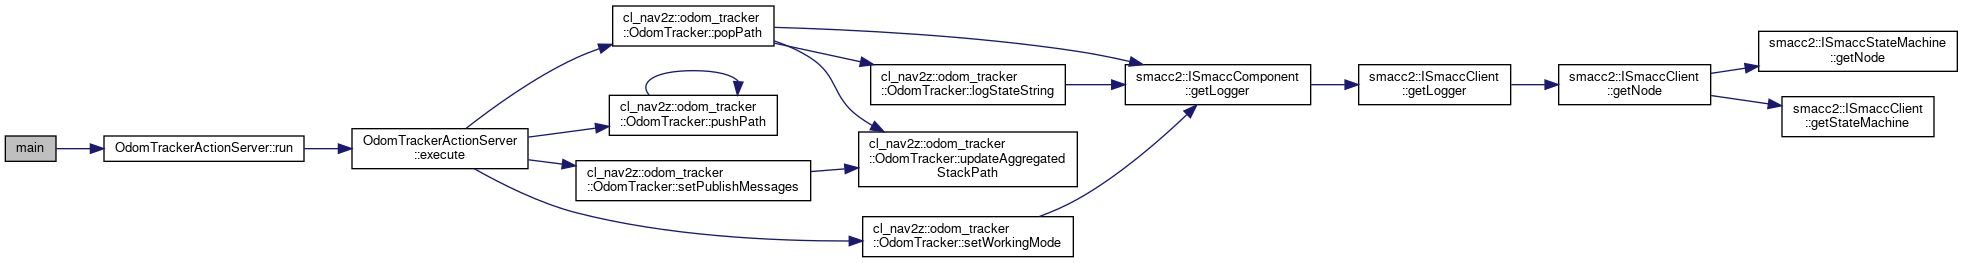 main
OdomTrackerActionServer::run
OdomTrackerActionServer
::execute
cl_nav2z::odom_tracker
::OdomTracker::popPath
cl_nav2z::odom_tracker
::OdomTracker::pushPath
cl_nav2z::odom_tracker
::OdomTracker::setPublishMessages
cl_nav2z::odom_tracker
::OdomTracker::logStateString
cl_nav2z::odom_tracker
::OdomTracker::updateAggregated
StackPath
cl_nav2z::odom_tracker
::OdomTracker::setWorkingMode
smacc2::ISmaccComponent
::getLogger
smacc2::ISmaccClient
::getLogger
smacc2::ISmaccClient
::getNode
smacc2::ISmaccStateMachine
::getNode
smacc2::ISmaccClient
::getStateMachine